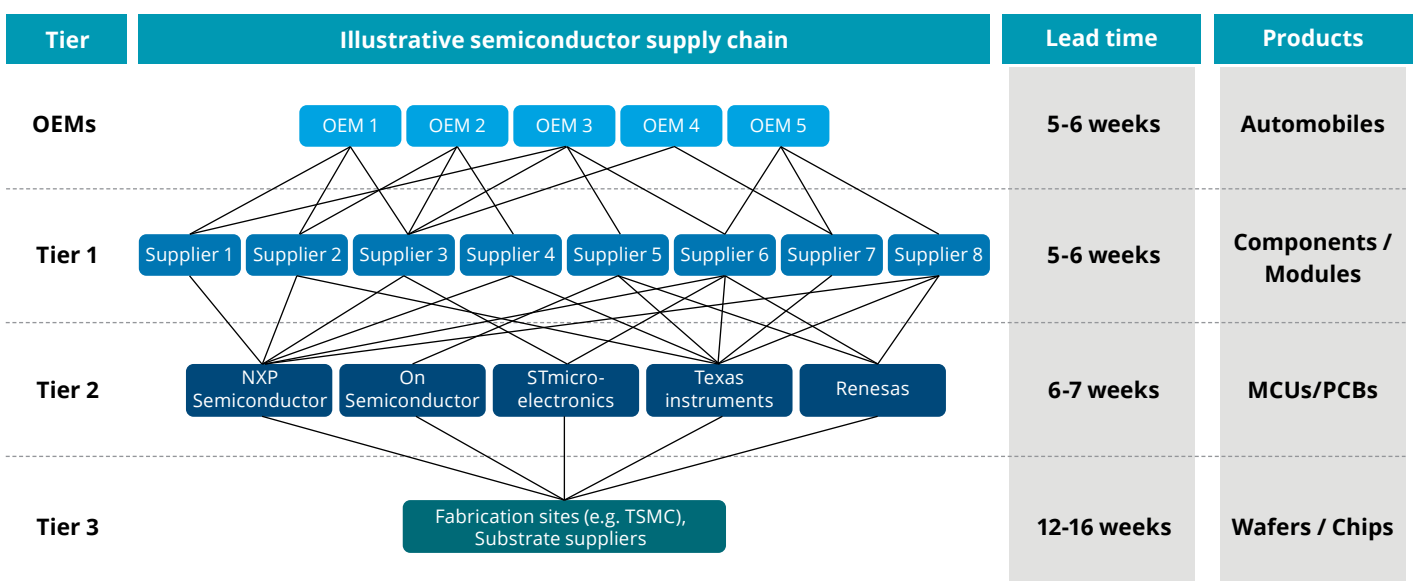 Tier
Illustrative semiconductor supply chain
Lead time
Products
OEMs
OEM 1
OEM 2
OEM 3
OEM 4
OEM 5
5-6 weeks
Automobiles
Tier 1
Supplier 1
Supplier 2
Supplier 3
Supplier 4
Supplier 5
Supplier 6
Supplier 7
Supplier 8
5-6 weeks
Components /
Modules
Tier 2
NXP
Semiconductor
On
Semiconductor
STmicro-
electronics
Texas
instruments
Renesas
6-7 weeks
MCUs/PCBs
Tier 3
Fabrication sites (e.g. TSMC),
Substrate suppliers
12-16 weeks
Wafers / Chips